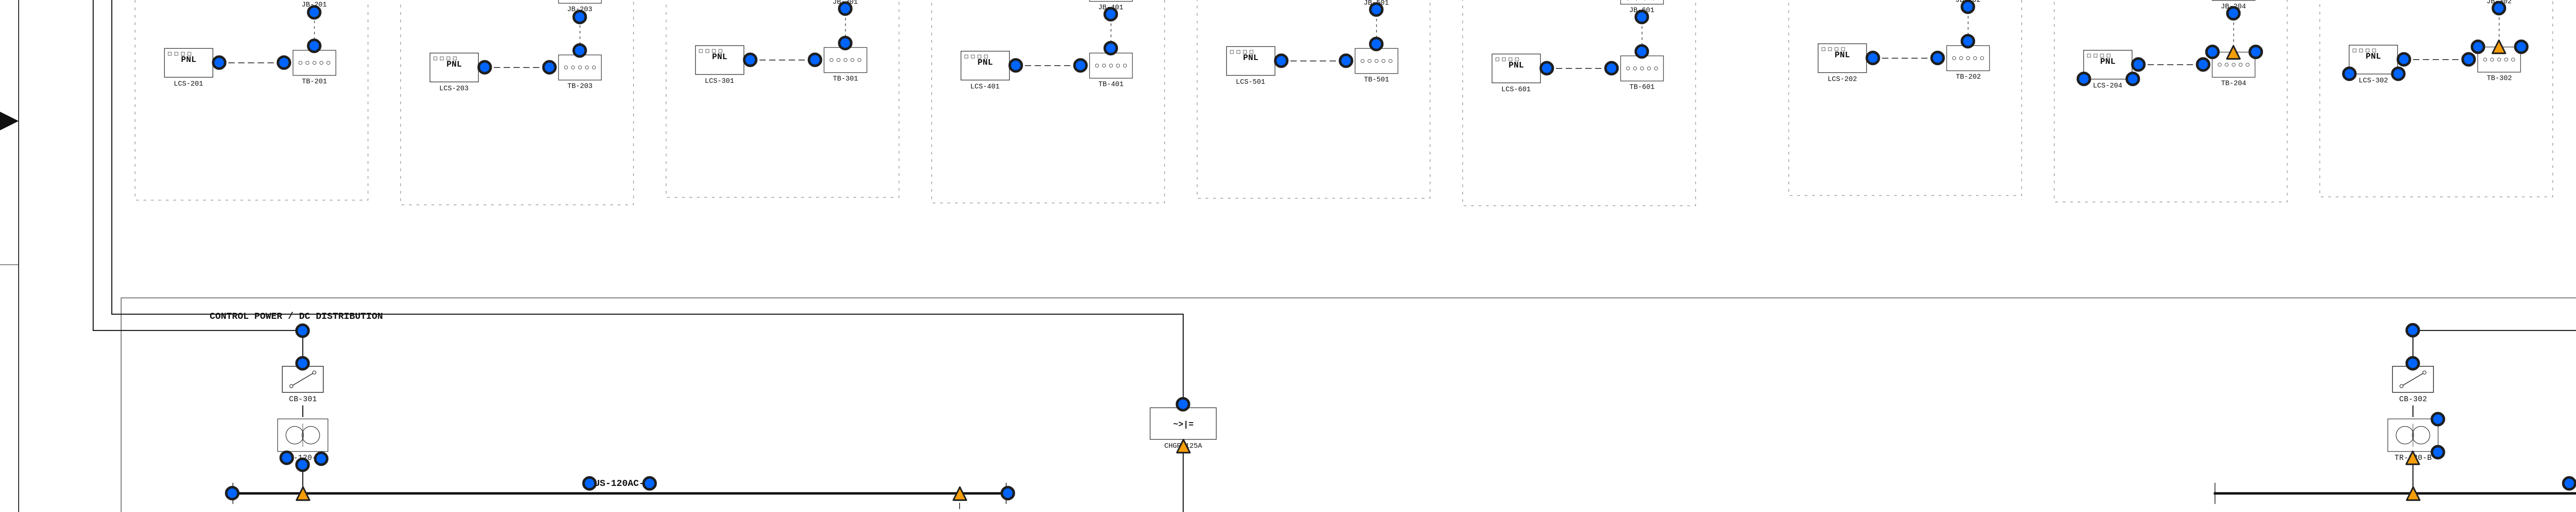 JB-201
JB-203
JB-401
JB-601
JB-204
PNL
PNL
PNL
PNL
PNL
PNL
PNL
PNL
PNL
LCS-201
TB-201
LCS-203
TB-203
LCS-301
TB-301
LCS-401
TB-401
LCS-501
TB-501
LCS-601
TB-601
LCS-202
TB-202
LCS-204
TB-204
LCS-302
TB-302
CONTROL POWER / DC DISTRIBUTION
CB-301
CB-302
~>|=